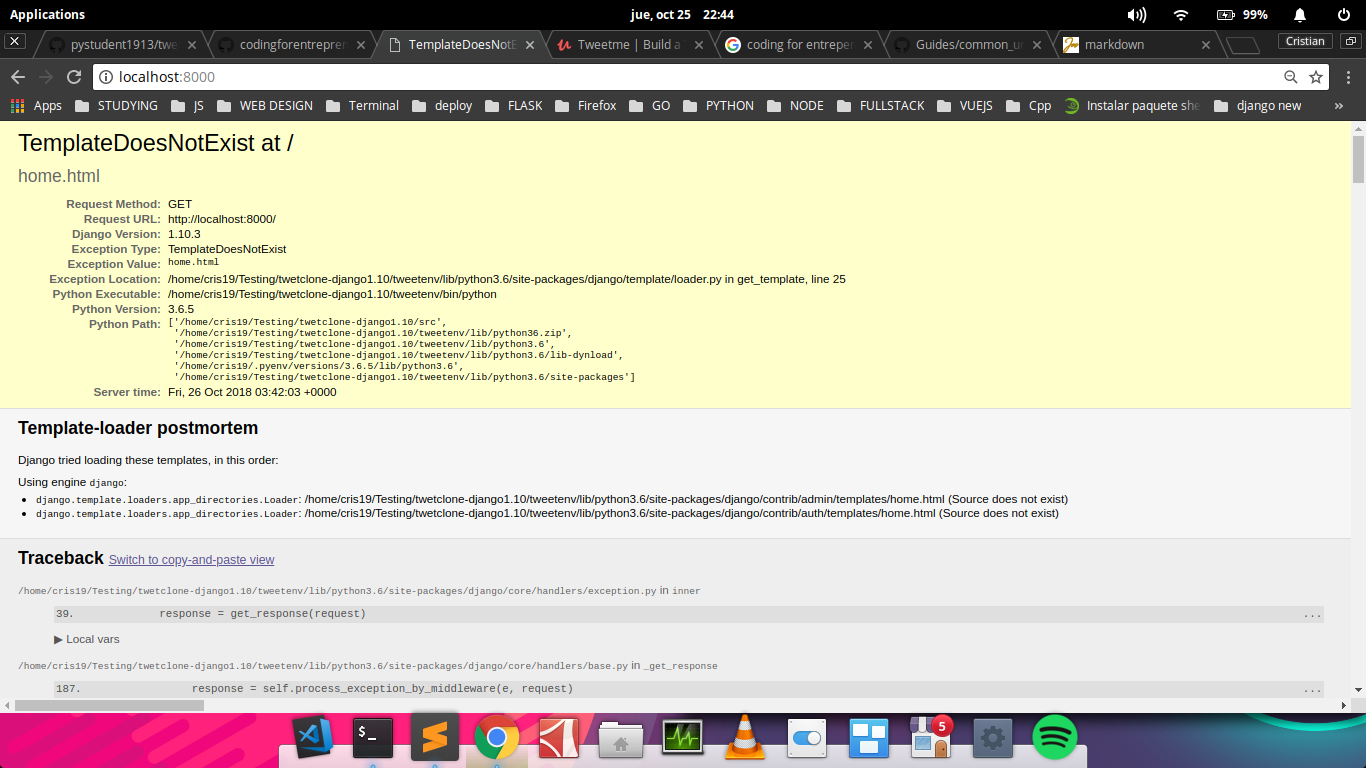 Applications
jue, oct 25 22:44
99%
pystudent1913/twe
codingforentrepren
TemplateDoesNotE
Tweetme | Build a
coding for entreper
Guides/common_u
markdown
Cristian
localhost:8000
Apps STUDYING JS WEB DESIGN Terminal deploy FLASK Firefox GO PYTHON NODE FULLSTACK VUEJS Cpp Instalar paquete she django new »
TemplateDoesNotExist at /
home.html
Request Method: GET
Request URL: http://localhost:8000/
Django Version: 1.10.3
Exception Type: TemplateDoesNotExist
Exception Value: home.html
Exception Location: /home/cris19/Testing/twetclone-django1.10/tweetenv/lib/python3.6/site-packages/django/template/loader.py in get_template, line 25
Python Executable: /home/cris19/Testing/twetclone-django1.10/tweetenv/bin/python
Python Version: 3.6.5
Python Path: ['/home/cris19/Testing/twetclone-django1.10/src',
'/home/cris19/Testing/twetclone-django1.10/tweetenv/lib/python36.zip',
'/home/cris19/Testing/twetclone-django1.10/tweetenv/lib/python3.6',
'/home/cris19/Testing/twetclone-django1.10/tweetenv/lib/python3.6/lib-dynload',
'/home/cris19/.pyenv/versions/3.6.5/lib/python3.6',
'/home/cris19/Testing/twetclone-django1.10/tweetenv/lib/python3.6/site-packages']
Server time: Fri, 26 Oct 2018 03:42:03 +0000
Template-loader postmortem
Django tried loading these templates, in this order:
Using engine django:
• django.template.loaders.app_directories.Loader: /home/cris19/Testing/twetclone-django1.10/tweetenv/lib/python3.6/site-packages/django/contrib/admin/templates/home.html (Source does not exist)
• django.template.loaders.app_directories.Loader: /home/cris19/Testing/twetclone-django1.10/tweetenv/lib/python3.6/site-packages/django/contrib/auth/templates/home.html (Source does not exist)
Traceback Switch to copy-and-paste view
/home/cris19/Testing/twetclone-django1.10/tweetenv/lib/python3.6/site-packages/django/core/handlers/exception.py in inner
39. response = get_response(request) ...
▶ Local vars
/home/cris19/Testing/twetclone-django1.10/tweetenv/lib/python3.6/site-packages/django/core/handlers/base.py in _get_response
187. response = self.process_exception_by_middleware(e, request) ...
$_
5